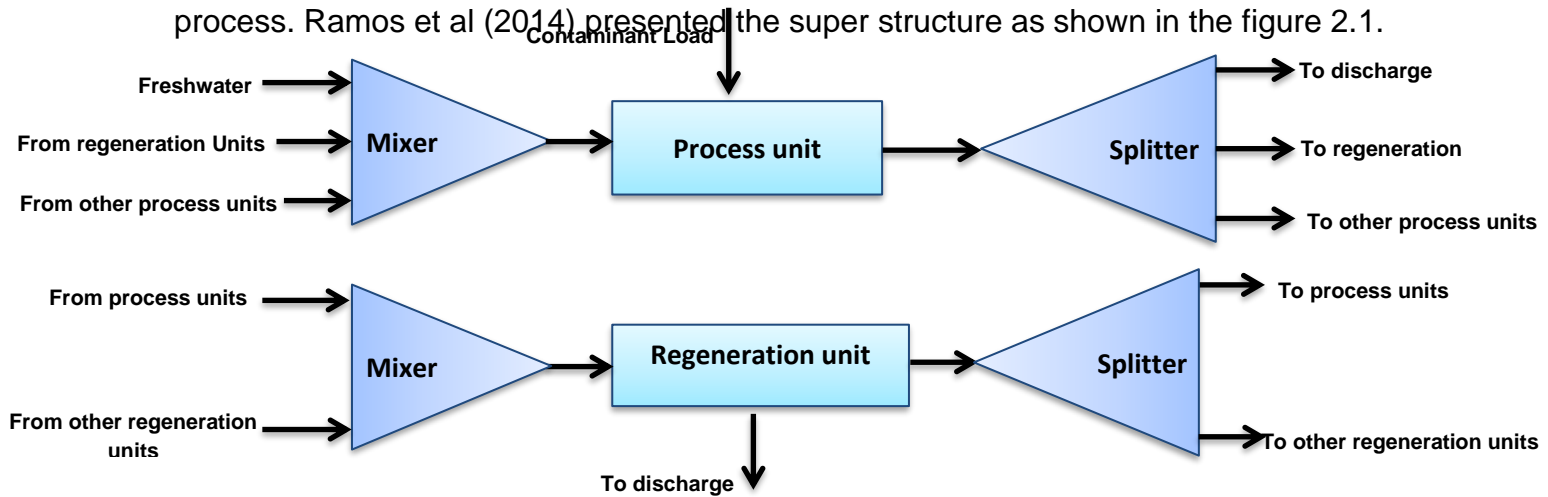 process. Ramos et al (2014) presented the super structure as shown in the figure 2.1.
Contaminant Load
Freshwater
From regeneration Units
From other process units
Mixer
Process unit
Splitter
To discharge
To regeneration
To other process units
From process units
From other regeneration
units
Mixer
Regeneration unit
To discharge
Splitter
To process units
To other regeneration units